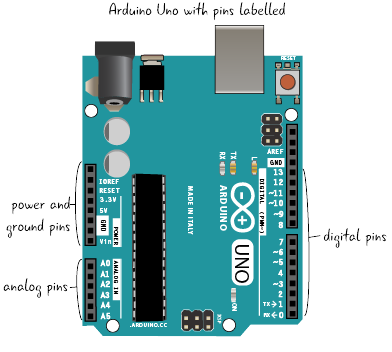 Arduino Uno with pins labelled
RESET
AREF
GND
13
12
~11
~10
~9
8
7
~6
~5
4
~3
2
TX→1
RX←0
digital pins
DIGITAL (PWM~)
L
TX
RX
ARDUINO
UNO
ON
MADE IN ITALY
IOREF
RESET
3.3V
5V
GND
Vin
POWER
power and
ground pins
ANALOG IN
A0
A1
A2
A3
A4
A5
analog pins
.ARDUINO.CC